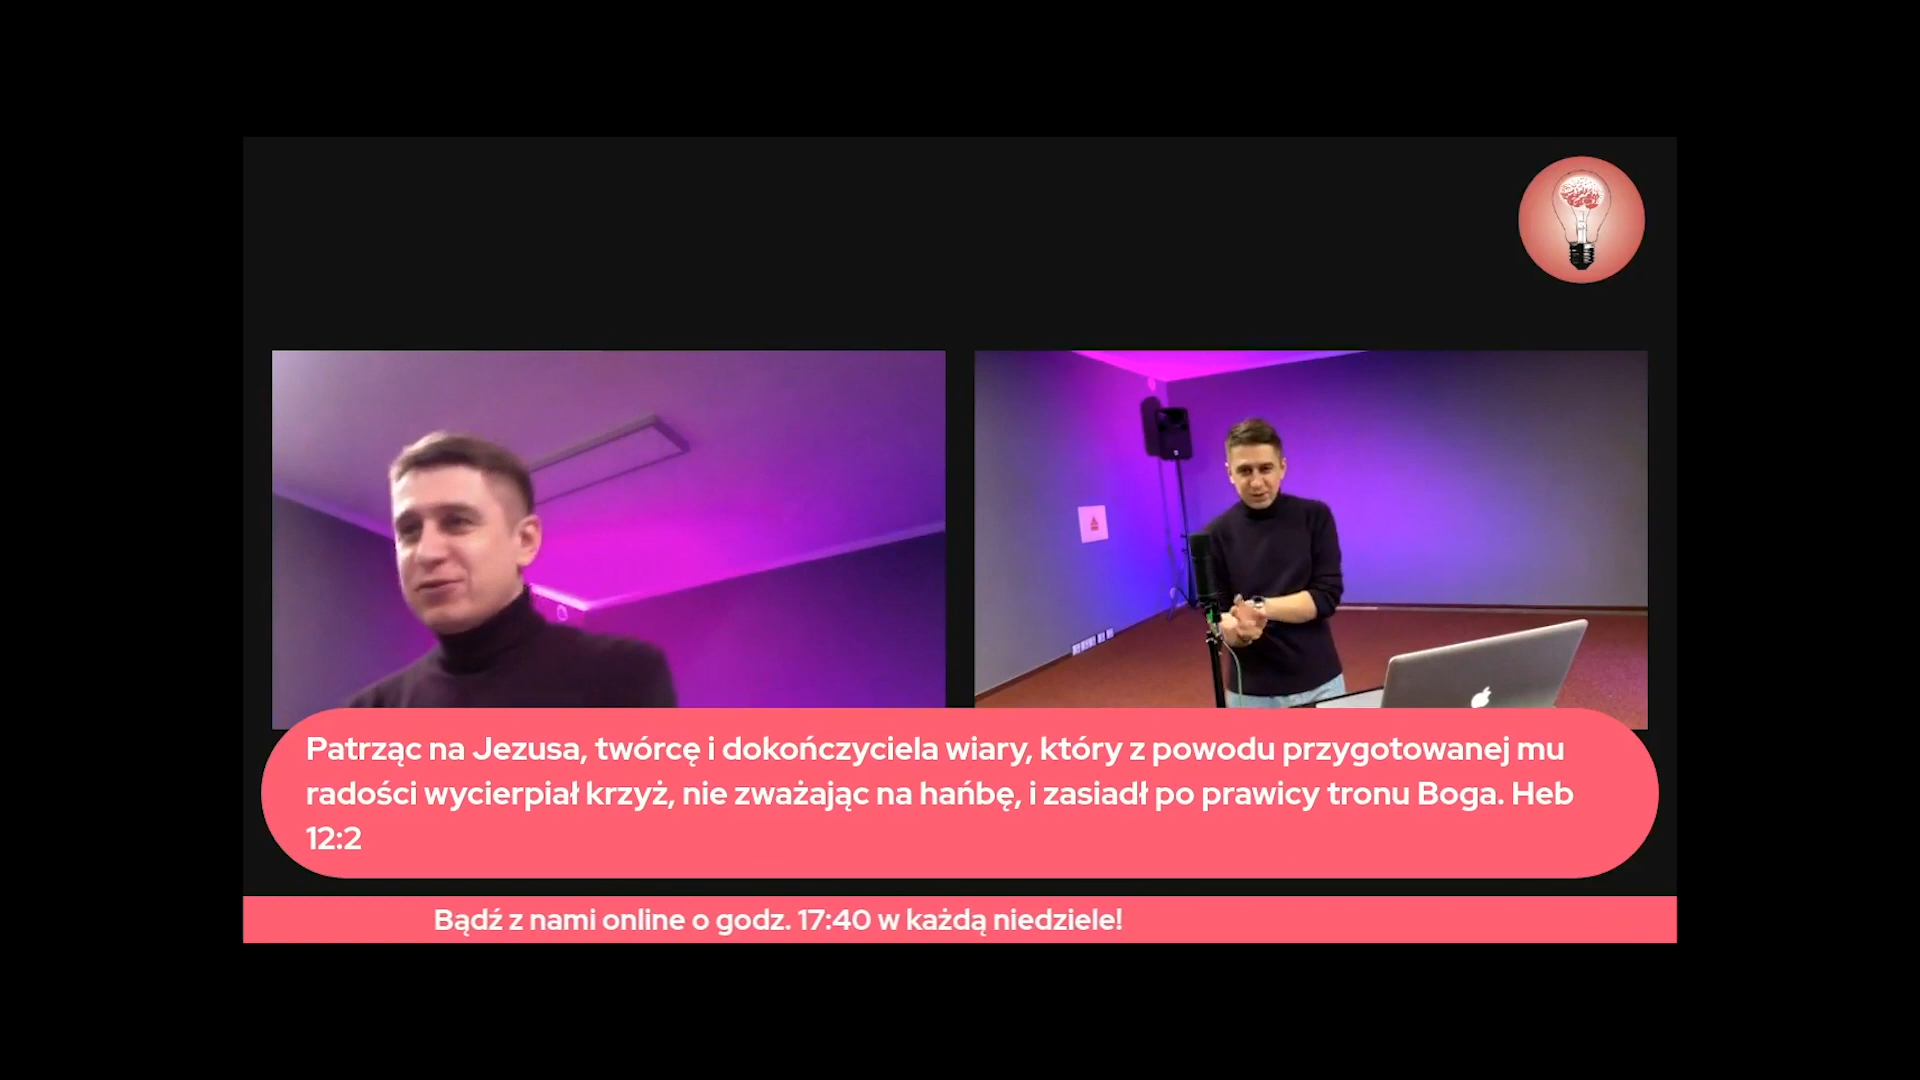 Patrząc na Jezusa, twórcę i dokończyciela wiary, który z powodu przygotowanej mu
radości wycierpiał krzyż, nie zważając na hańbę, i zasiadł po prawicy tronu Boga. Heb
12:2
Bądź z nami online o godz. 17:40 w każdą niedziele!